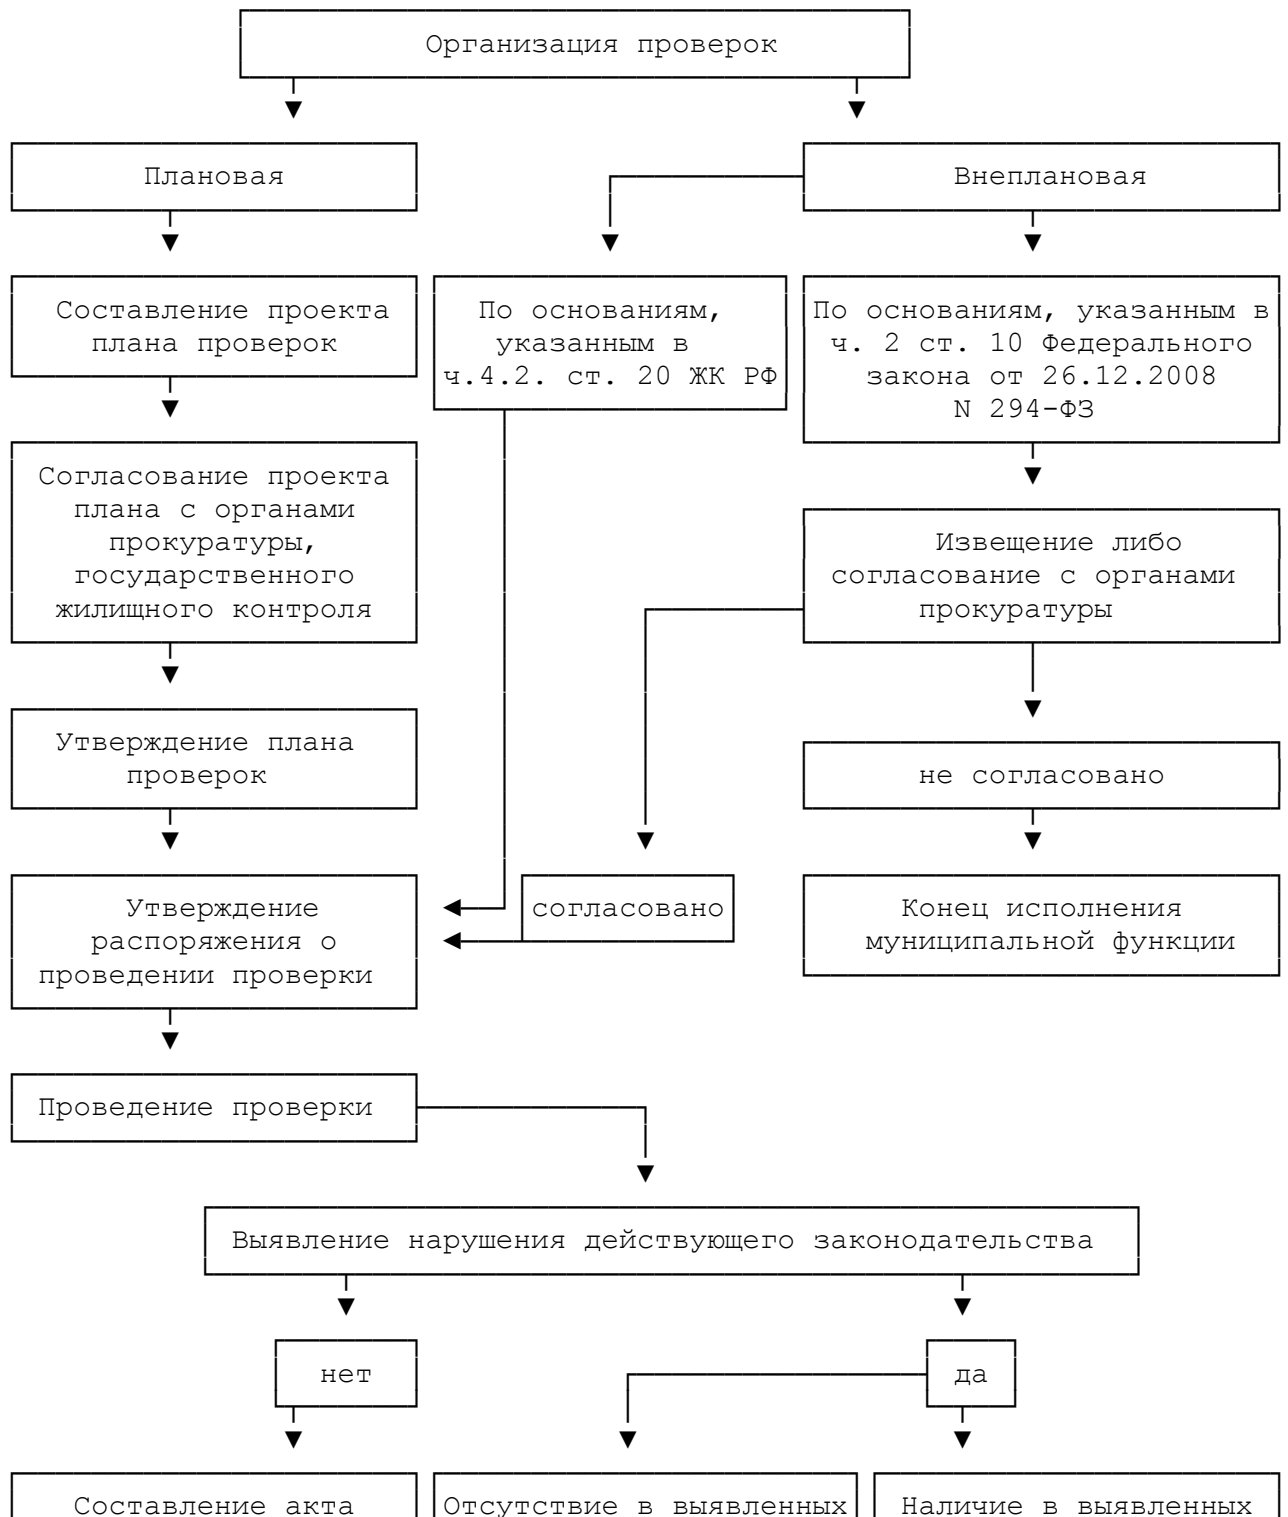 Организация проверок
Плановая
Внеплановая
Составление проекта
плана проверок
По основаниям,
указанным в
ч.4.2. ст. 20 ЖК РФ
По основаниям, указанным в
ч. 2 ст. 10 Федерального
закона от 26.12.2008
N 294-ФЗ
Согласование проекта
плана с органами
прокуратуры,
государственного
жилищного контроля
Извещение либо
согласование с органами
прокуратуры
Утверждение плана
проверок
не согласовано
Утверждение
распоряжения о
проведении проверки
согласовано
Конец исполнения
муниципальной функции
Проведение проверки
Выявление нарушения действующего законодательства
нет
да
Составление акта
Отсутствие в выявленных
Наличие в выявленных